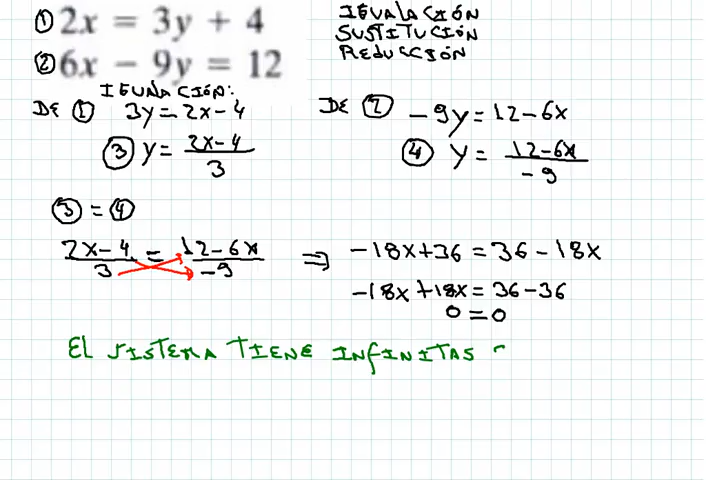 ① 2x = 3y + 4
② 6x − 9y = 12
IGUALACIÓN
SUSTITUCIÓN
REDUCCIÓN
IGUALACIÓN:
DE ① 3y = 2x − 4
③ y = (2x − 4)/3
DE ② −9y = 12 − 6x
④ y = (12 − 6x)/−9
③ = ④
(2x − 4)/3 = (12 − 6x)/−9 ⇒ −18x + 36 = 36 − 18x
−18x + 18x = 36 − 36
0 = 0
EL SISTEMA TIENE INFINITAS